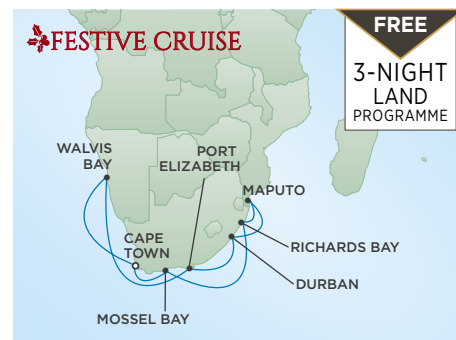 FESTIVE CRUISE
FREE
3-NIGHT
LAND
PROGRAMME
WALVIS
BAY
PORT
ELIZABETH
MAPUTO
CAPE
TOWN
RICHARDS BAY
DURBAN
MOSSEL BAY